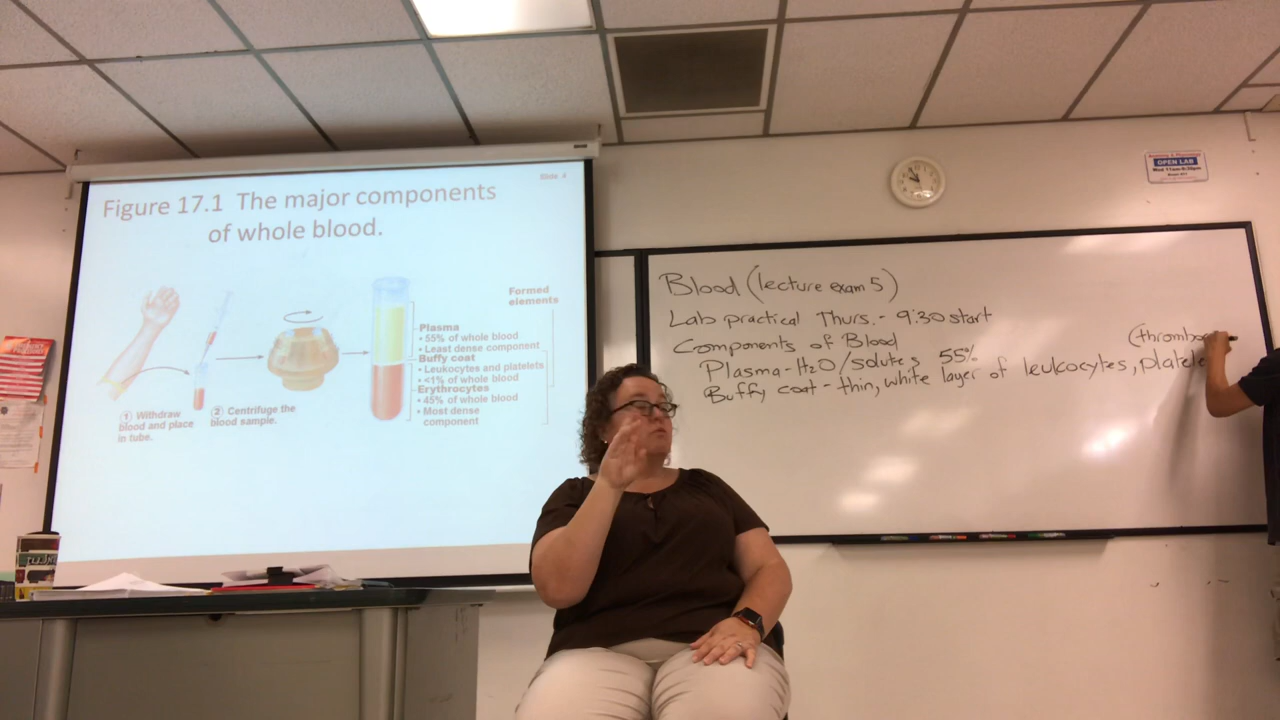 Slide 4
Figure 17.1 The major components
of whole blood.
Formed
elements
Plasma
• 55% of whole blood
• Least dense component
Buffy coat
• Leukocytes and platelets
• <1% of whole blood
Erythrocytes
• 45% of whole blood
• Most dense
component
1 Withdraw
blood and place
in tube.
2 Centrifuge the
blood sample.
OPEN LAB
Blood (lecture exam 5)
Lab practical Thurs. - 9:30 start
Components of Blood
Plasma - H2O/solutes 55%
(thrombo
Buffy coat - thin, white layer of leukocytes, platele